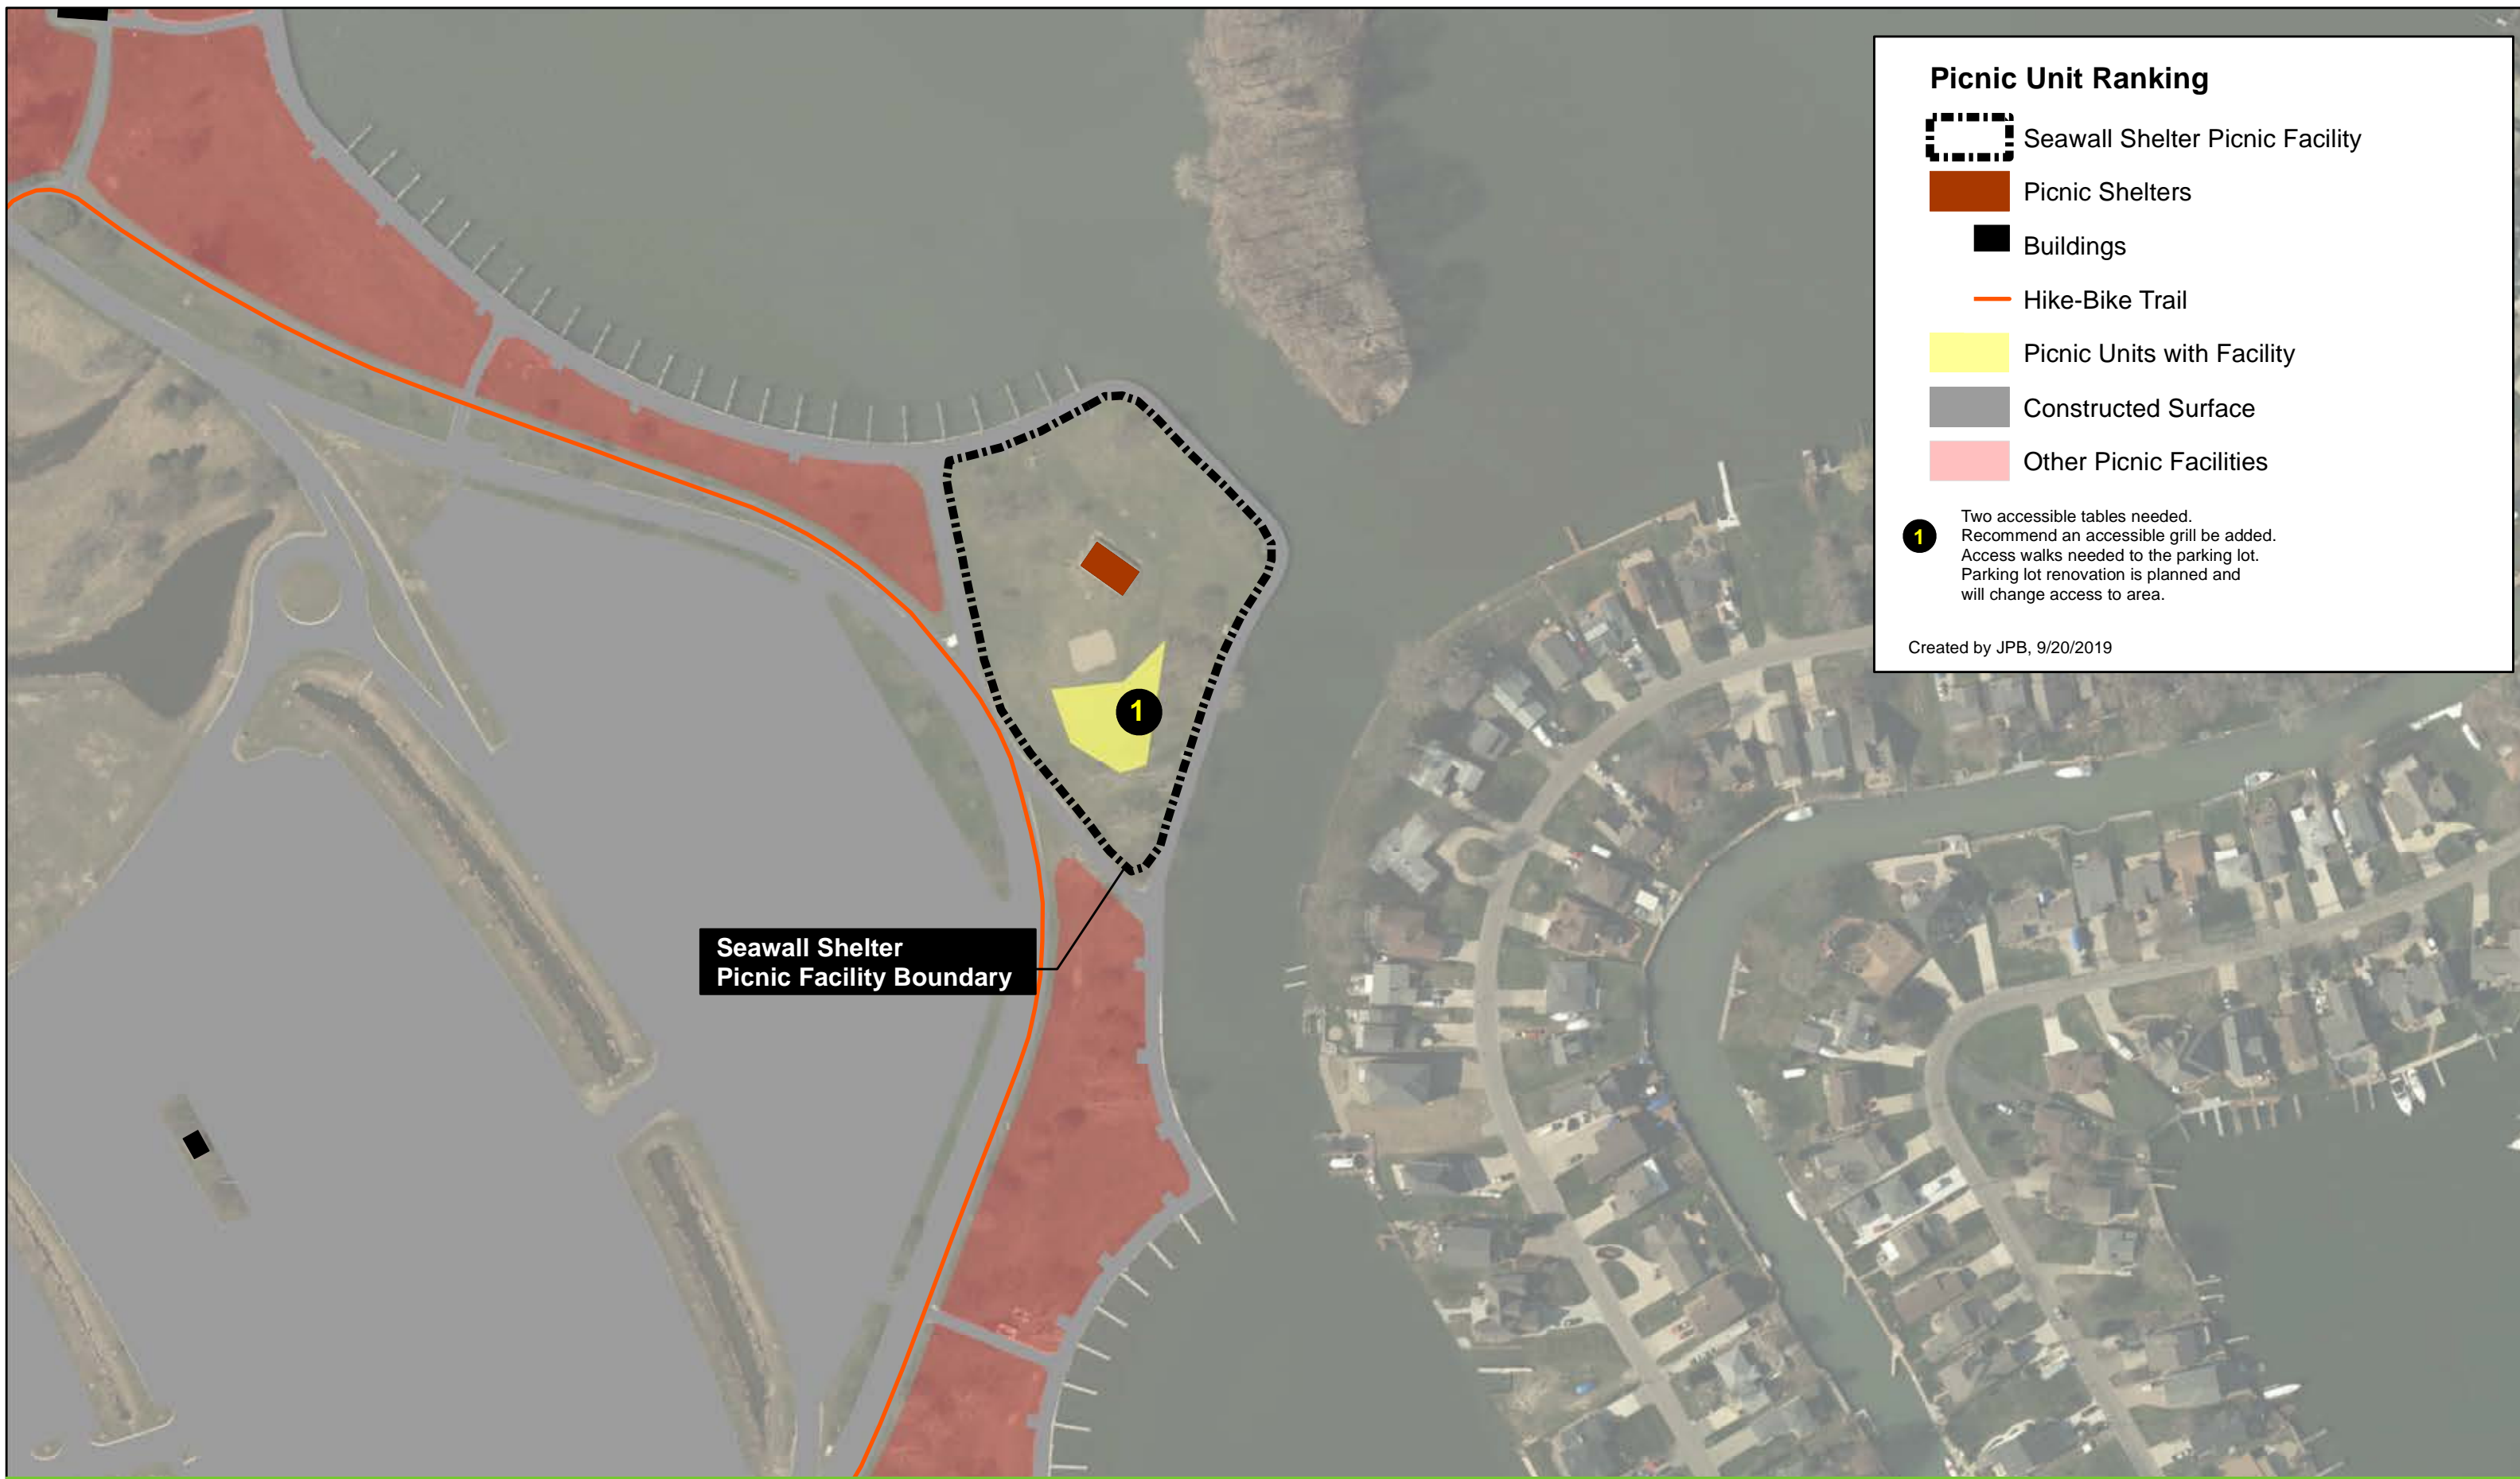 Picnic Unit Ranking
Seawall Shelter Picnic Facility
Picnic Shelters
Buildings
Hike-Bike Trail
Picnic Units with Facility
Constructed Surface
Other Picnic Facilities
1
Two accessible tables needed.
Recommend an accessible grill be added.
Access walks needed to the parking lot.
Parking lot renovation is planned and
will change access to area.
Created by JPB, 9/20/2019
1
Seawall Shelter
Picnic Facility Boundary